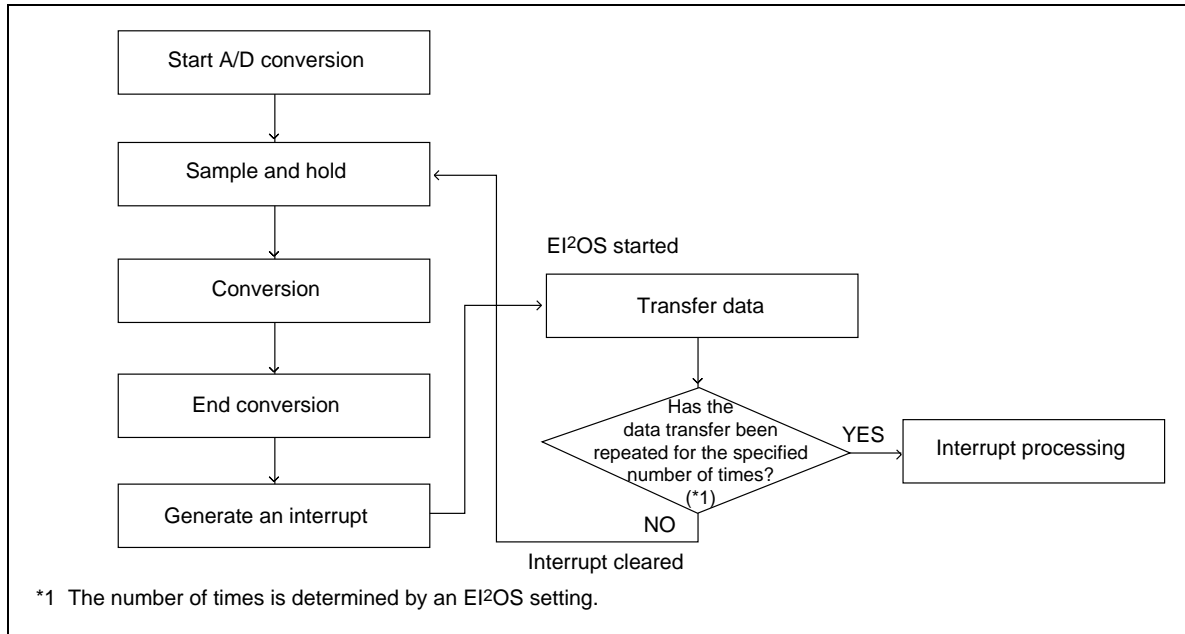 Start A/D conversion
Sample and hold
Conversion
End conversion
Generate an interrupt
EI²OS started
Transfer data
Has the
data transfer been
repeated for the specified
number of times?
(*1)
YES
Interrupt processing
NO
Interrupt cleared
*1 The number of times is determined by an EI²OS setting.